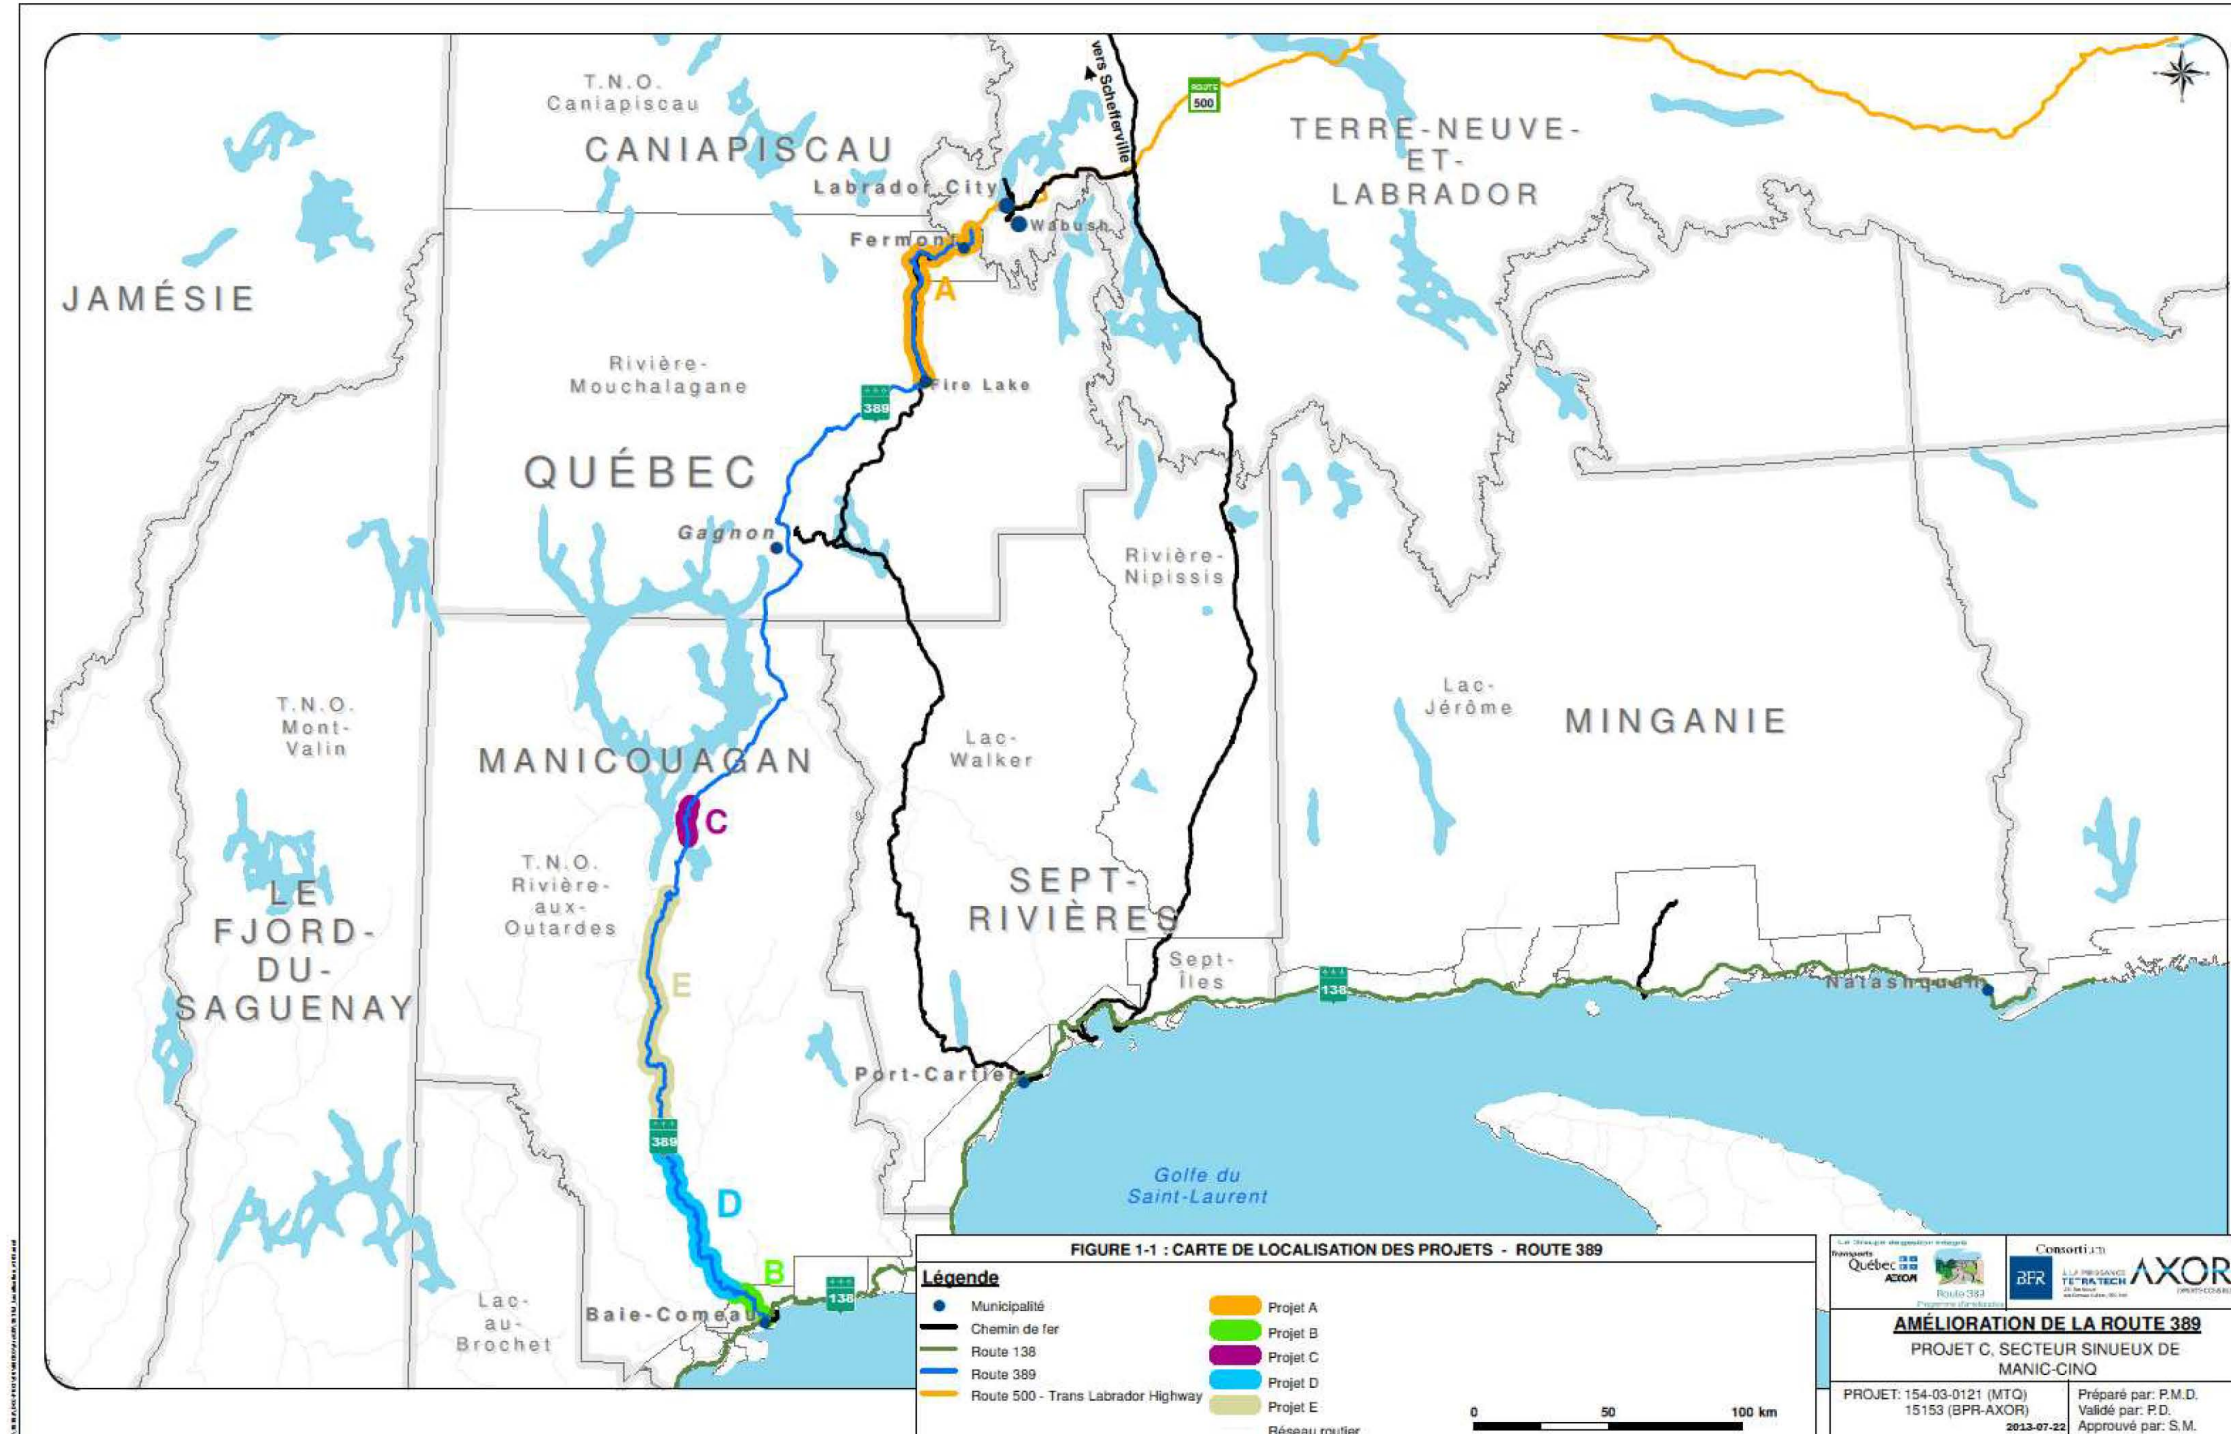 vers Schefferville
ROUTE
500
T.N.O.
Caniapiscau
CANIAPISCAU
TERRE-NEUVE-
ET-
LABRADOR
Labrador City
Wabush
Fermont
A
JAMÉSIE
Rivière-
Mouchalagane
Fire Lake
389
QUÉBEC
Gagnon
Rivière-
Nipissis
T.N.O.
Mont-
Valin
Lac-
Jérôme
MINGANIE
Lac-
Walker
MANICOUAGAN
C
T.N.O.
Rivière-
aux-
Outardes
LE
FJORD-
DU-
SAGUENAY
SEPT-
RIVIÈRES
E
Sept-
Îles
138
Natashquan
Port-Cartier
389
Golfe du
Saint-Laurent
D
B
138
Baie-Comeau
Lac-
au-
Brochet
FIGURE 1-1 : CARTE DE LOCALISATION DES PROJETS - ROUTE 389
Légende
Municipalité
Chemin de fer
Route 138
Route 389
Route 500 - Trans Labrador Highway
Projet A
Projet B
Projet C
Projet D
Projet E
Réseau routier
0 50 100 km
Transports
Québec
AECOM
Route 389
Consortium
BPR
TETRA TECH
AXOR
AMÉLIORATION DE LA ROUTE 389
PROJET C, SECTEUR SINUEUX DE
MANIC-CINQ
PROJET: 154-03-0121 (MTQ)
15153 (BPR-AXOR)
2013-07-22
Préparé par: P.M.D.
Validé par: P.D.
Approuvé par: S.M.